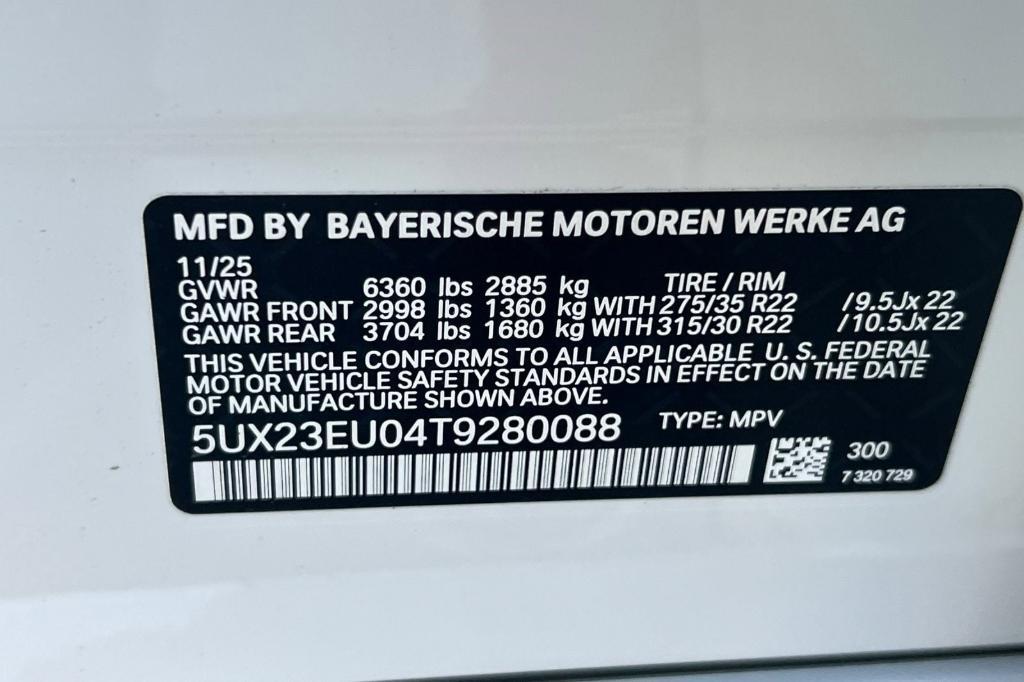 MFD BY BAYERISCHE MOTOREN WERKE AG
11/25
GVWR 6360 lbs 2885 kg TIRE / RIM
GAWR FRONT 2998 lbs 1360 kg WITH 275/35 R22 / 9.5Jx 22
GAWR REAR 3704 lbs 1680 kg WITH 315/30 R22 / 10.5Jx 22
THIS VEHICLE CONFORMS TO ALL APPLICABLE U. S. FEDERAL
MOTOR VEHICLE SAFETY STANDARDS IN EFFECT ON THE DATE
OF MANUFACTURE SHOWN ABOVE.
5UX23EU04T9280088 TYPE: MPV
300
7 320 729